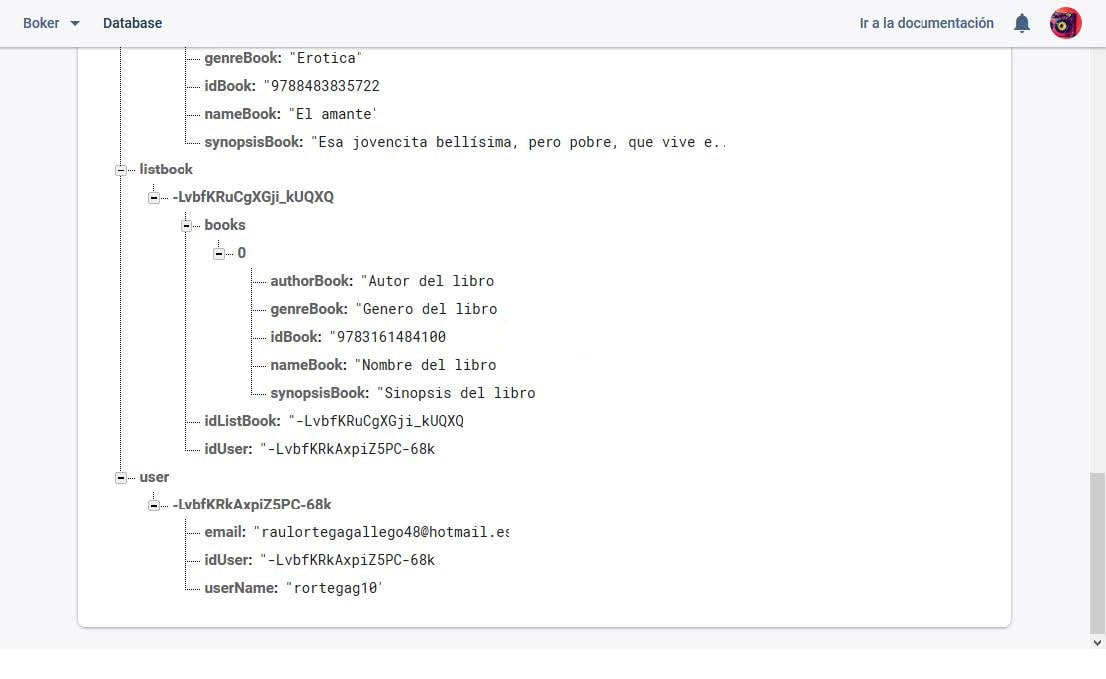 Boker Database Ir a la documentación
genreBook: "Erotica"
idBook: "9788483835722
nameBook: "El amante'
synopsisBook: "Esa jovencita bellísima, pero pobre, que vive e..
listbook
-LvbfKRuCgXGji_kUQXQ
books
0
authorBook: "Autor del libro
genreBook: "Genero del libro
idBook: "9783161484100
nameBook: "Nombre del libro
synopsisBook: "Sinopsis del libro
idListBook: "-LvbfKRuCgXGji_kUQXQ
idUser: "-LvbfKRkAxpiZ5PC-68k
user
-LvbfKRkAxpiZ5PC-68k
email: "raulortegagallego48@hotmail.es
idUser: "-LvbfKRkAxpiZ5PC-68k
userName: "rortegag10'